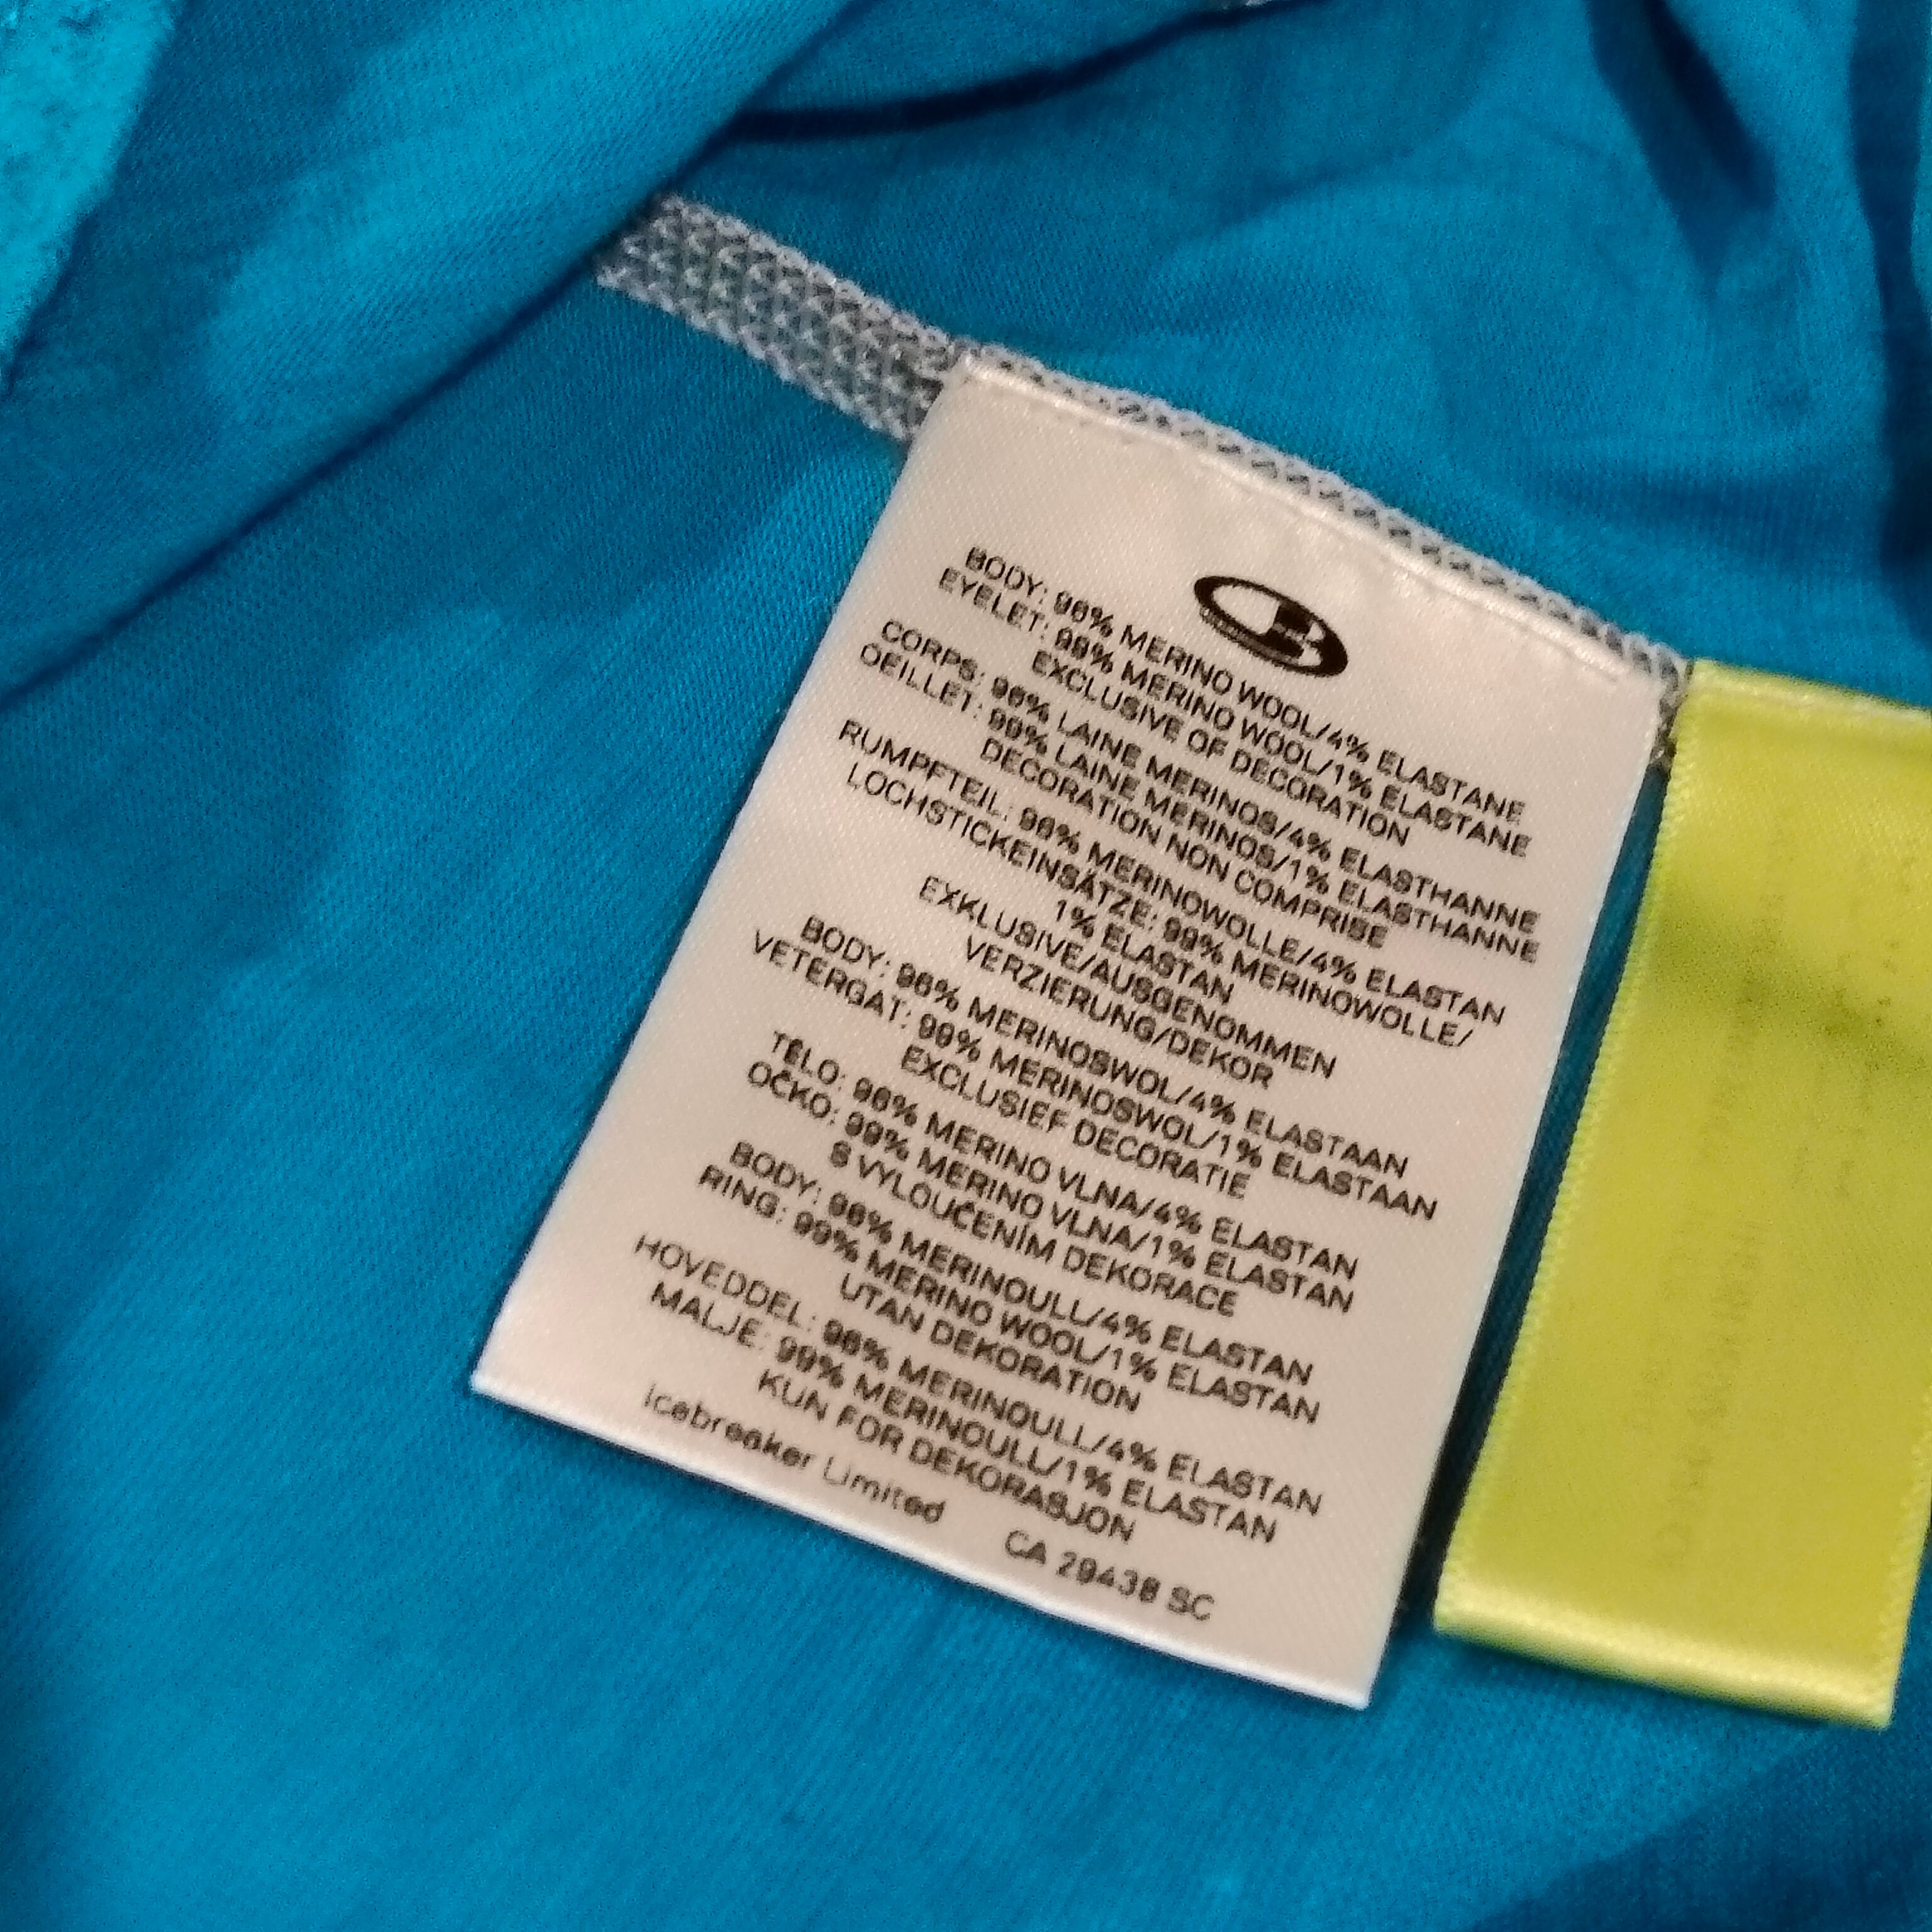 BODY: 96% MERINO WOOL/4% ELASTANE
EYELET: 99% MERINO WOOL/1% ELASTANE
EXCLUSIVE OF DECORATION
CORPS: 96% LAINE MERINOS/4% ELASTHANNE
OEILLET: 99% LAINE MERINOS/1% ELASTHANNE
DECORATION NON COMPRISE
RUMPFTEIL: 96% MERINOWOLLE/4% ELASTAN
LOCHSTICKEINSÄTZE: 99% MERINOWOLLE/
1% ELASTAN
EXKLUSIVE/AUSGENOMMEN
VERZIERUNG/DEKOR
BODY: 96% MERINOSWOL/4% ELASTAAN
VETERGAT: 99% MERINOSWOL/1% ELASTAAN
EXCLUSIEF DECORATIE
TĚLO: 96% MERINO VLNA/4% ELASTAN
OČKO: 99% MERINO VLNA/1% ELASTAN
S VYLOUČENÍM DEKORACE
BODY: 96% MERINOULL/4% ELASTAN
RING: 99% MERINO WOOL/1% ELASTAN
UTAN DEKORATION
HOVEDDEL: 96% MERINOULL/4% ELASTAN
MALJE: 99% MERINOULL/1% ELASTAN
KUN FOR DEKORASJON
icebreaker Limited CA 29438 SC